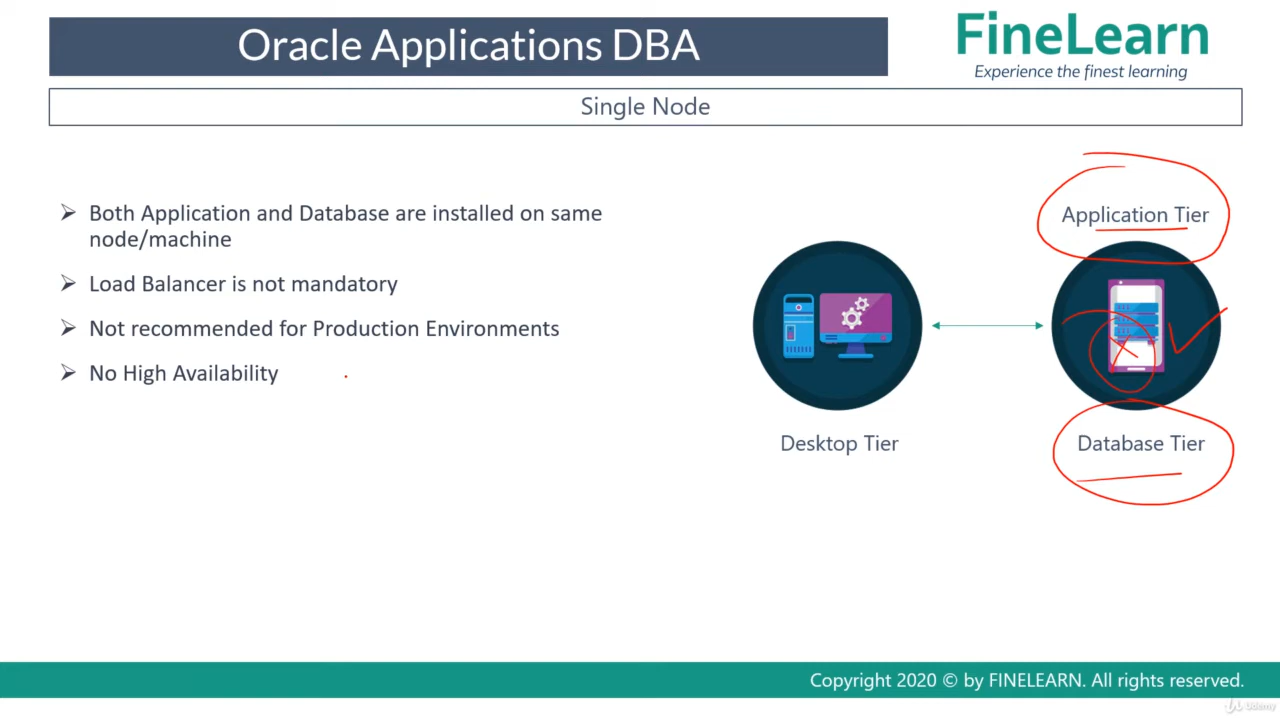 Oracle Applications DBA
FineLearn
Experience the finest learning
Single Node
Both Application and Database are installed on same
node/machine
Load Balancer is not mandatory
Not recommended for Production Environments
No High Availability
Application Tier
Desktop Tier
Database Tier
Copyright 2020 © by FINELEARN. All rights reserved.
Udemy